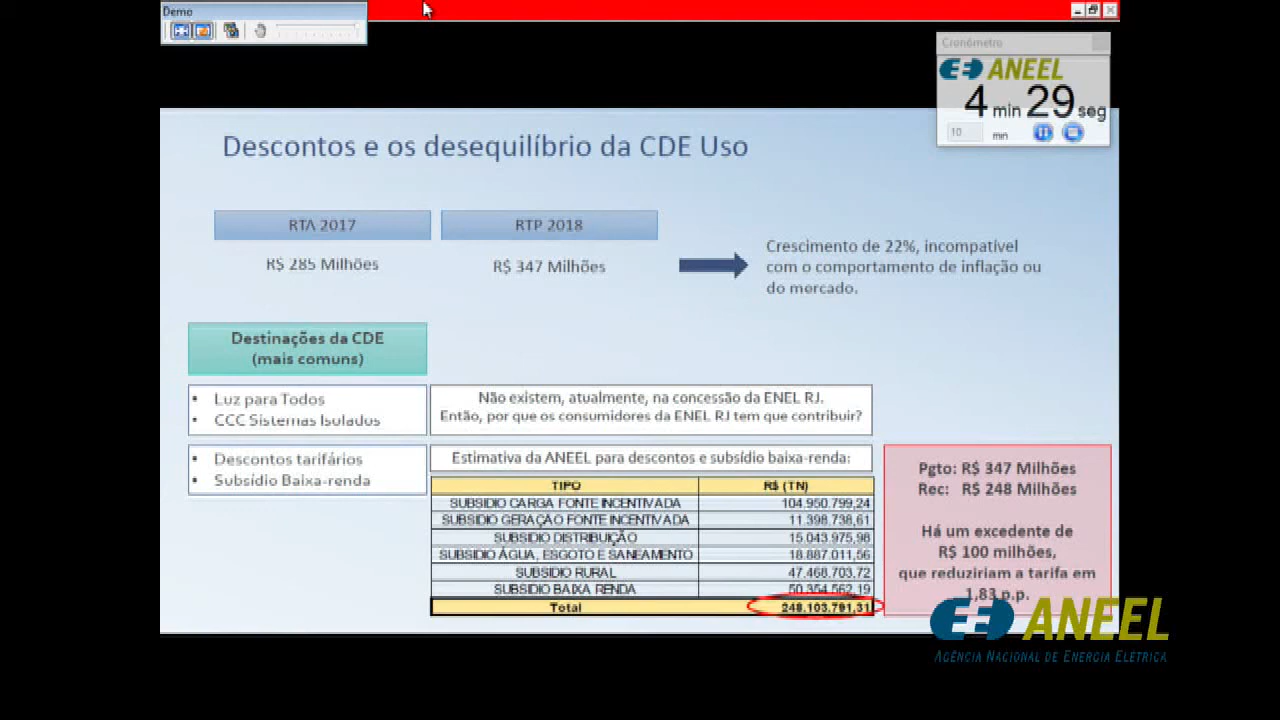 Demo
Cronômetro
ANEEL
4 min 29 seg
10 mn
Descontos e os desequilíbrio da CDE Uso
RTA 2017
RTP 2018
R$ 285 Milhões
R$ 347 Milhões
Crescimento de 22%, incompatível
com o comportamento de inflação ou
do mercado.
Destinações da CDE
(mais comuns)
• Luz para Todos
• CCC Sistemas Isolados
Não existem, atualmente, na concessão da ENEL RJ.
Então, por que os consumidores da ENEL RJ tem que contribuir?
• Descontos tarifários
• Subsídio Baixa-renda
Estimativa da ANEEL para descontos e subsídio baixa-renda:
TIPO R$ (TN)
SUBSIDIO CARGA FONTE INCENTIVADA 104.950.799,24
SUBSIDIO GERAÇÃO FONTE INCENTIVADA 11.398.738,61
SUBSIDIO DISTRIBUIÇÃO 15.043.975,98
SUBSIDIO ÁGUA, ESGOTO E SANEAMENTO 18.887.011,56
SUBSIDIO RURAL 47.468.703,72
SUBSIDIO BAIXA RENDA 50.354.562,19
Total 248.103.791,31
Pgto: R$ 347 Milhões
Rec: R$ 248 Milhões
Há um excedente de
R$ 100 milhões,
que reduziriam a tarifa em
1,83 p.p.
ANEEL
AGÊNCIA NACIONAL DE ENERGIA ELÉTRICA